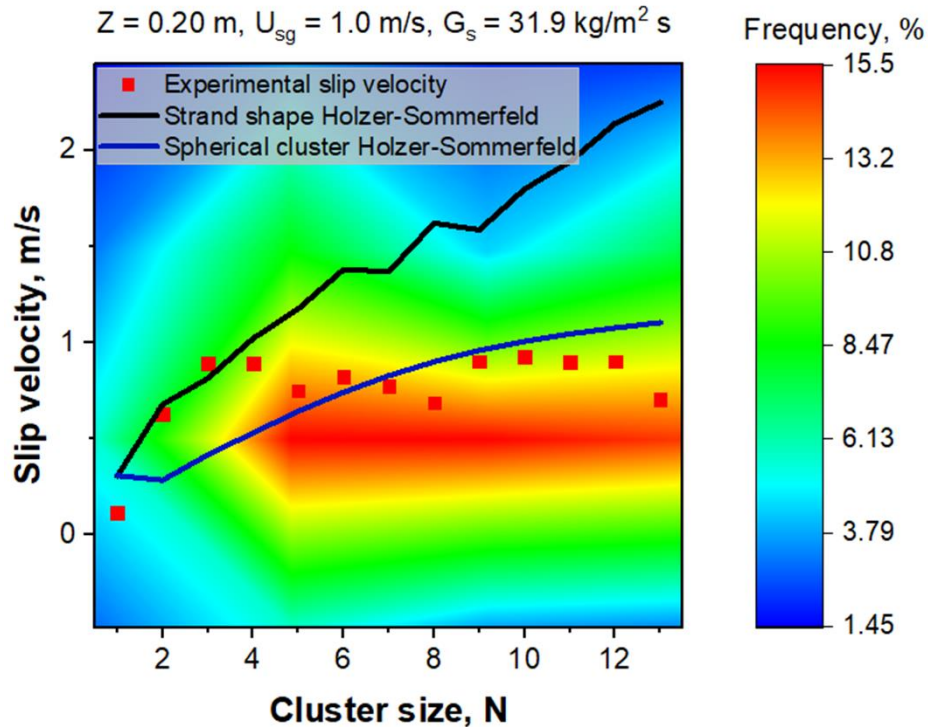 Z = 0.20 m, Usg = 1.0 m/s, Gs = 31.9 kg/m² s
Frequency, %
Experimental slip velocity
Strand shape Holzer-Sommerfeld
Spherical cluster Holzer-Sommerfeld
15.5
13.2
10.8
8.47
6.13
3.79
1.45
Slip velocity, m/s
2
1
0
2
4
6
8
10
12
Cluster size, N